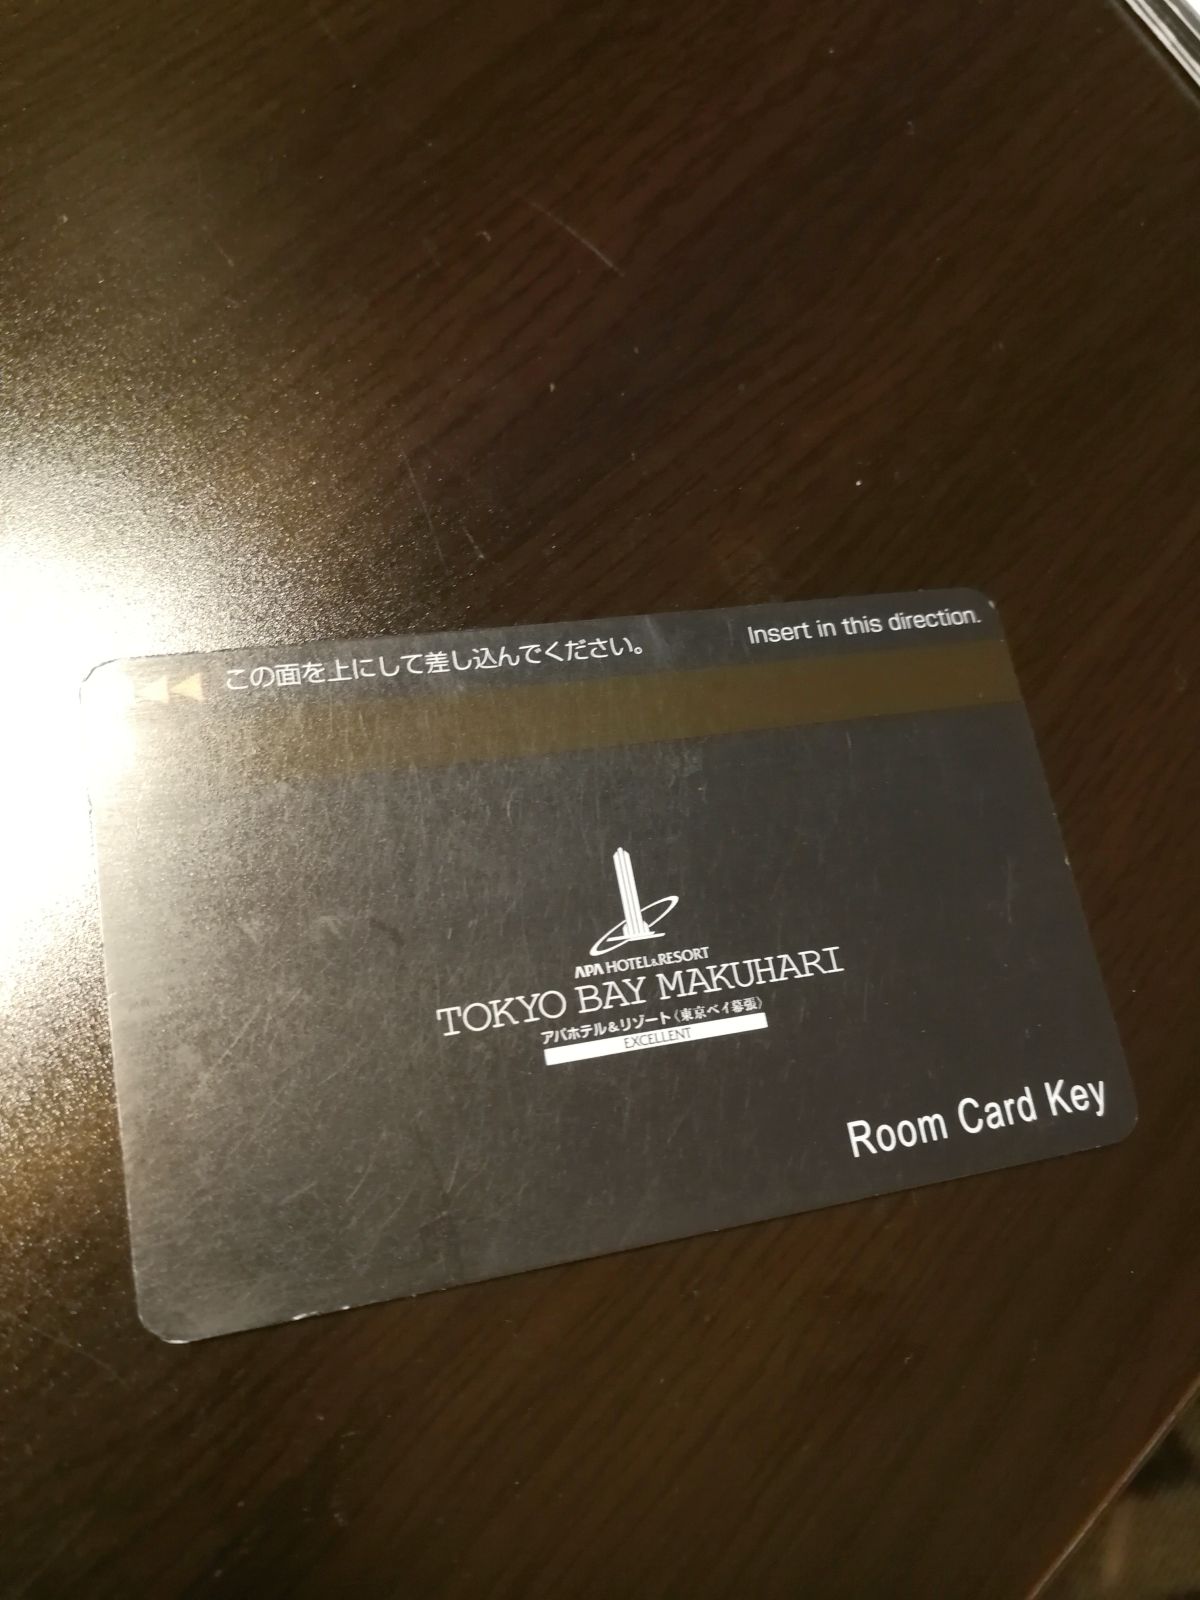 この面を上にして差し込んでください。
Insert in this direction.
APA HOTEL&RESORT
TOKYO BAY MAKUHARI
アパホテル&リゾート〈東京ベイ幕張〉
EXCELLENT
Room Card Key